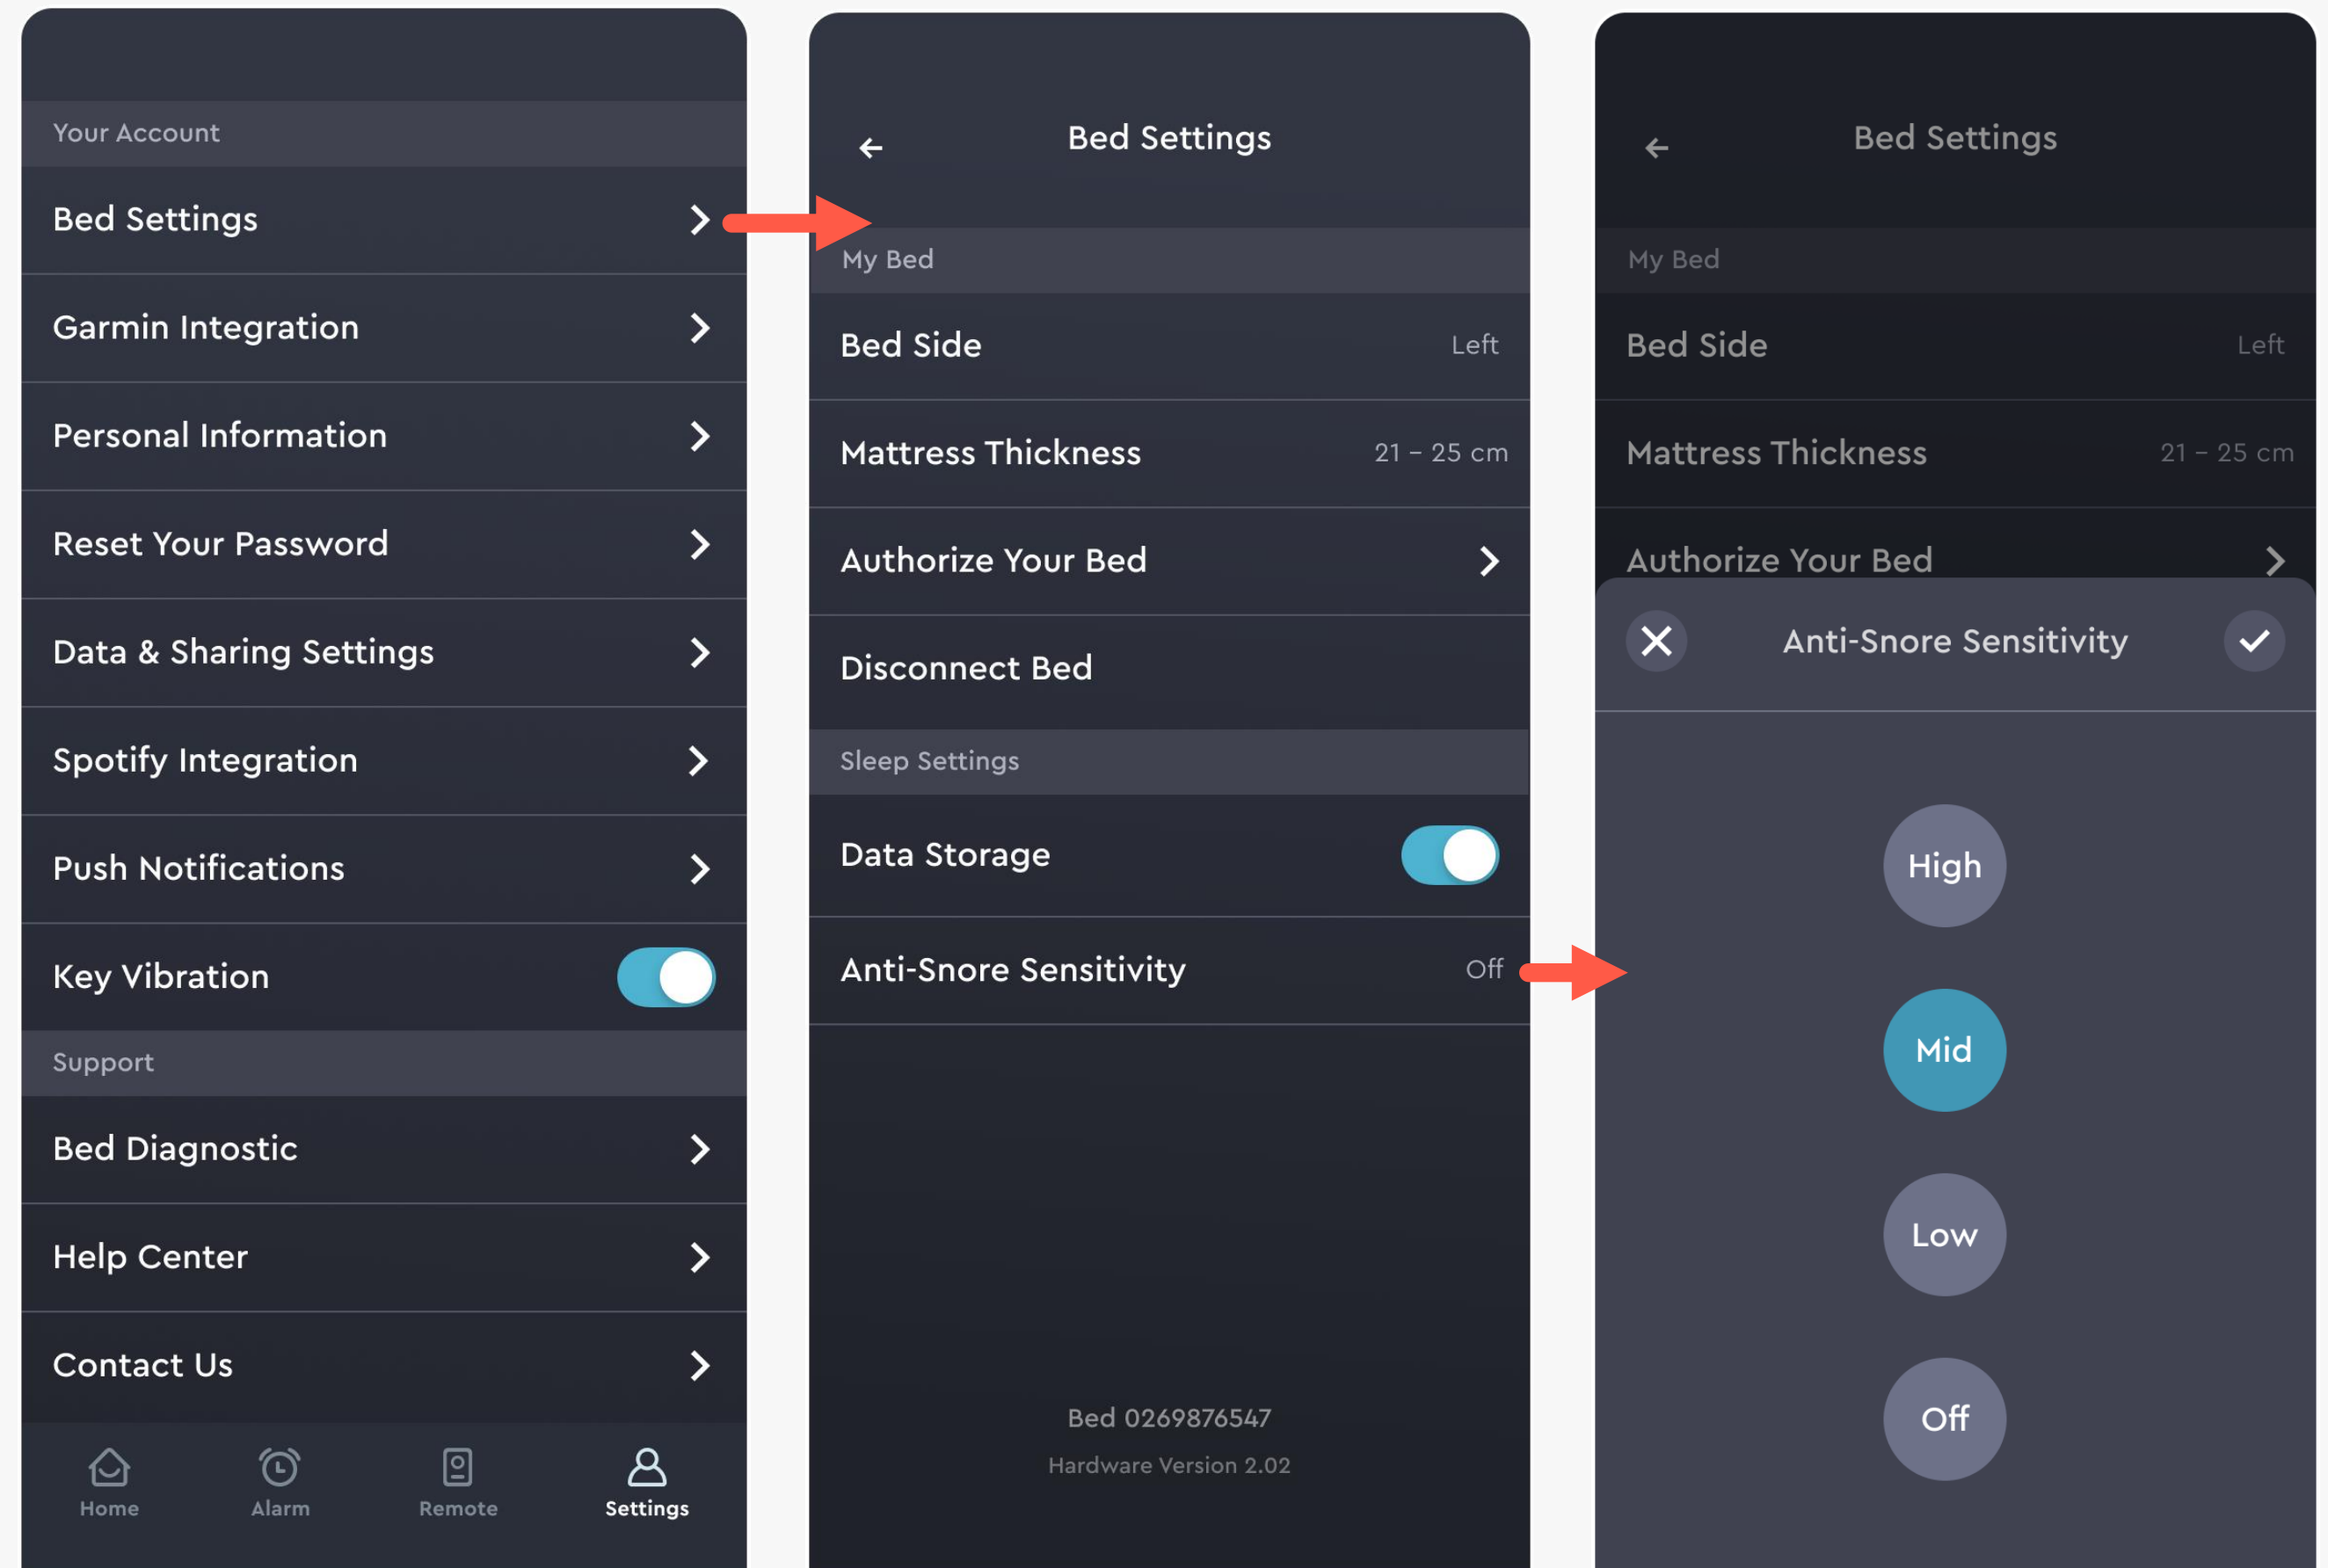 Your Account
Bed Settings
Garmin Integration
Personal Information
Reset Your Password
Data & Sharing Settings
Spotify Integration
Push Notifications
Key Vibration
Support
Bed Diagnostic
Help Center
Contact Us
Home Alarm Remote Settings
Bed Settings
My Bed
Bed Side Left
Mattress Thickness 21 – 25 cm
Authorize Your Bed
Disconnect Bed
Sleep Settings
Data Storage
Anti-Snore Sensitivity Off
Bed 0269876547
Hardware Version 2.02
Bed Settings
My Bed
Bed Side Left
Mattress Thickness 21 – 25 cm
Authorize Your Bed
Anti-Snore Sensitivity
High
Mid
Low
Off